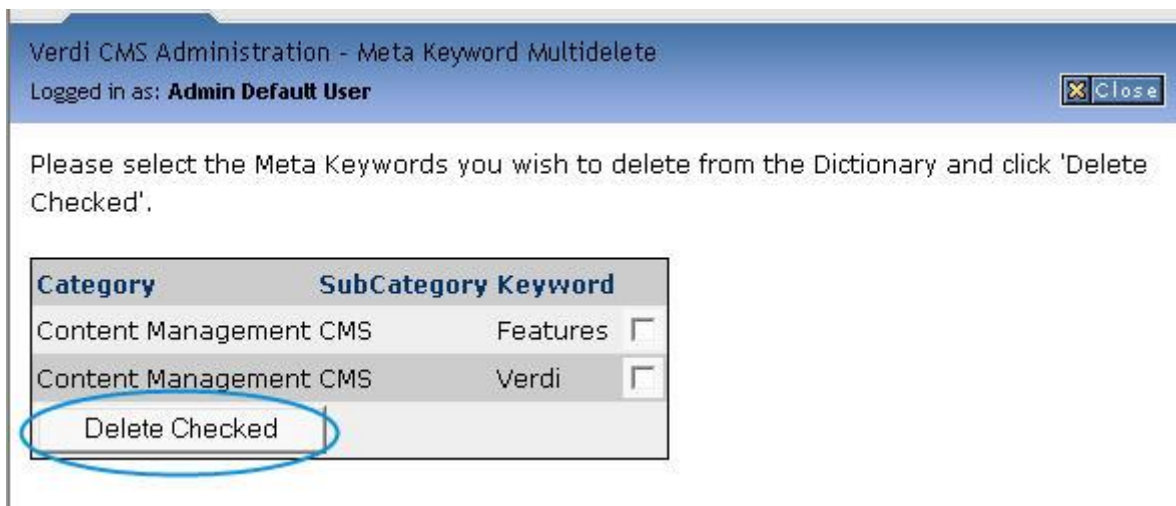 Verdi CMS Administration - Meta Keyword Multidelete
Logged in as: Admin Default User
Close
Please select the Meta Keywords you wish to delete from the Dictionary and click 'Delete
Checked'.
Category SubCategory Keyword
Content Management CMS Features
Content Management CMS Verdi
Delete Checked